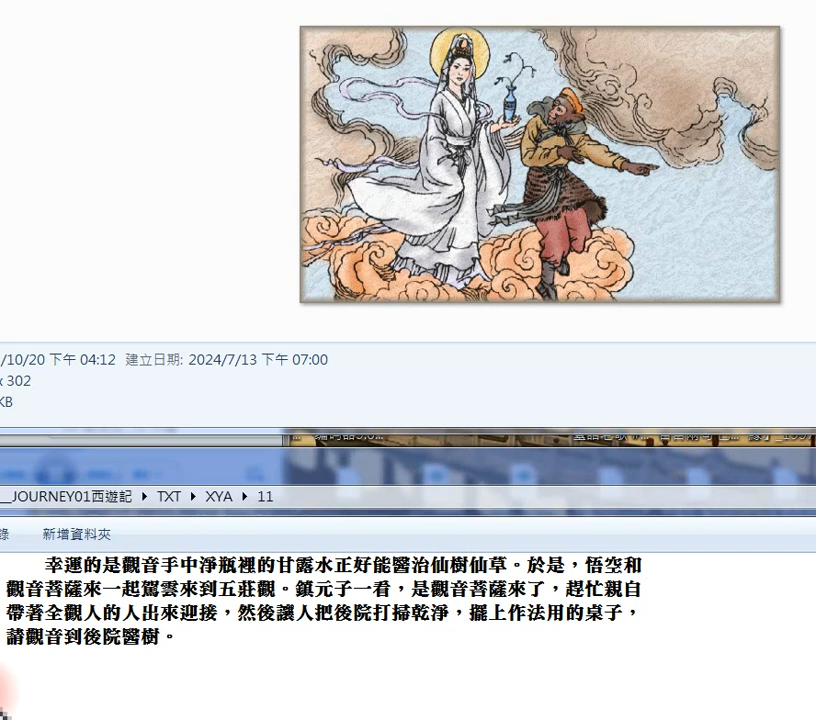 /10/20 下午 04:12 建立日期: 2024/7/13 下午 07:00
x 302
KB
_JOURNEY01西遊記 ▸ TXT ▸ XYA ▸ 11
新增資料夾
幸運的是觀音手中淨瓶裡的甘露水正好能醫治仙樹仙草。於是，悟空和
觀音菩薩來一起駕雲來到五莊觀。鎮元子一看，是觀音菩薩來了，趕忙親自
帶著全觀人的人出來迎接，然後讓人把後院打掃乾淨，擺上作法用的桌子，
請觀音到後院醫樹。